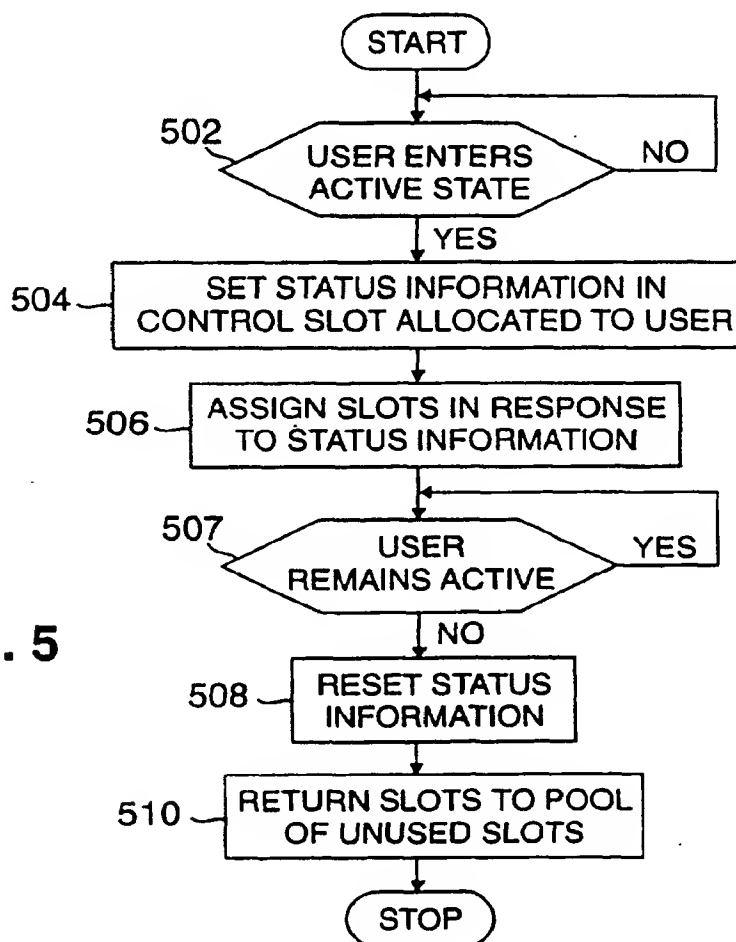 START
502
USER ENTERS
ACTIVE STATE
NO
YES
504
SET STATUS INFORMATION IN
CONTROL SLOT ALLOCATED TO USER
506
ASSIGN SLOTS IN RESPONSE
TO STATUS INFORMATION
507
USER
REMAINS ACTIVE
YES
NO
. 5
508
RESET STATUS
INFORMATION
510
RETURN SLOTS TO POOL
OF UNUSED SLOTS
STOP